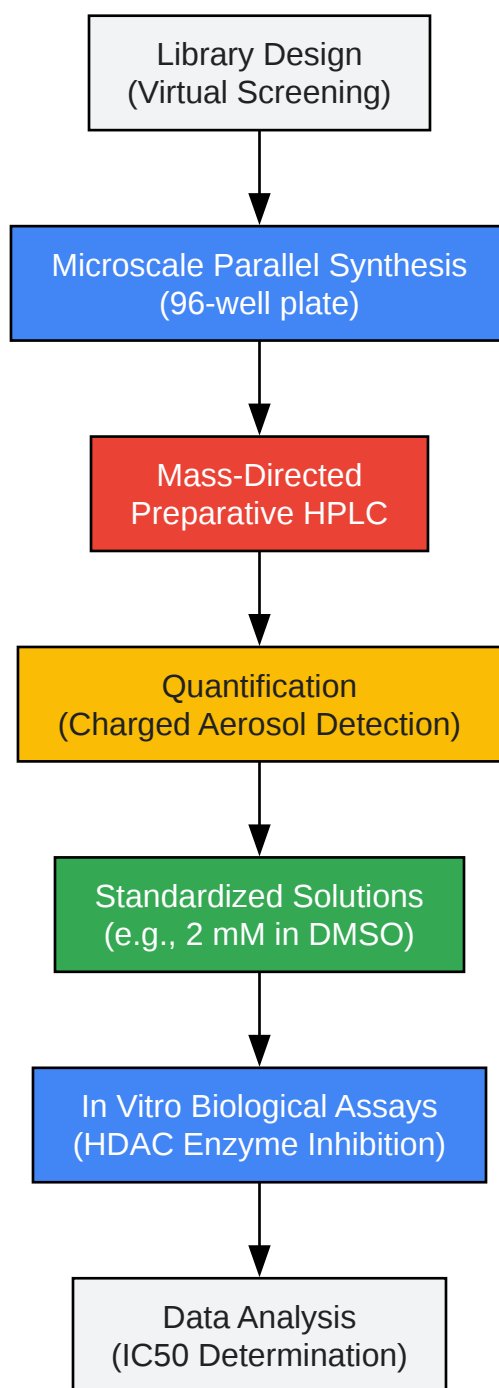 Library Design
(Virtual Screening)
Microscale Parallel Synthesis
(96-well plate)
Mass-Directed
Preparative HPLC
Quantification
(Charged Aerosol Detection)
Standardized Solutions
(e.g., 2 mM in DMSO)
In Vitro Biological Assays
(HDAC Enzyme Inhibition)
Data Analysis
(IC50 Determination)